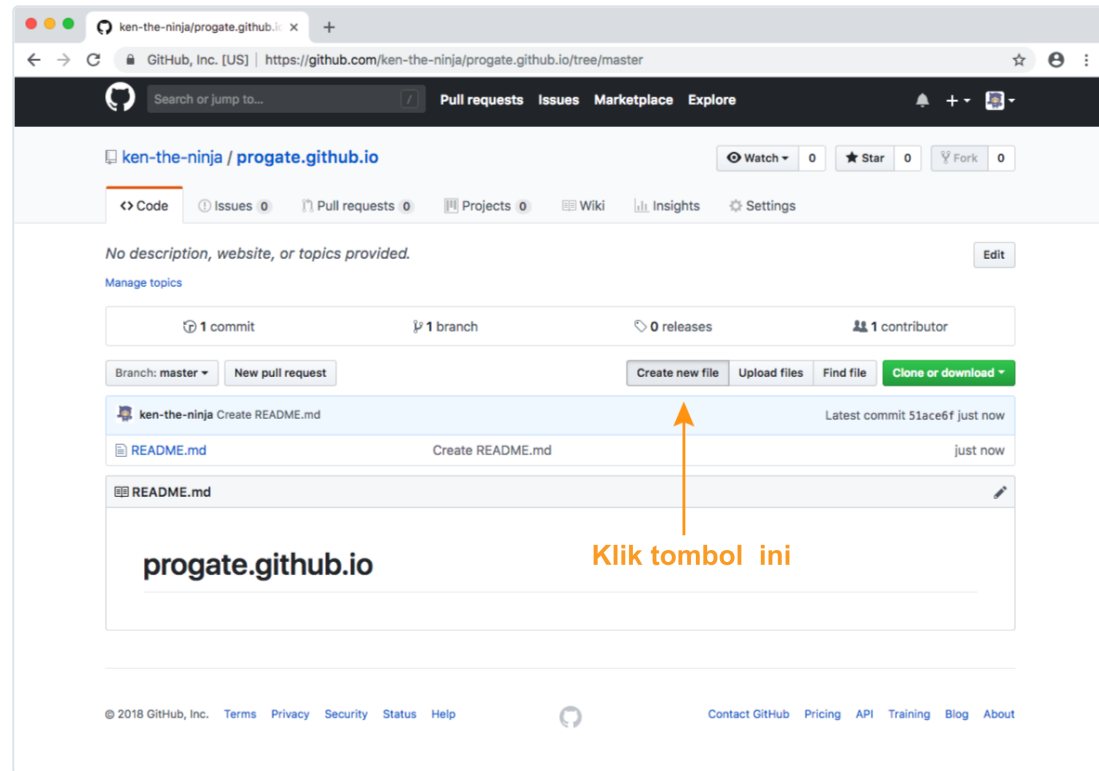 ken-the-ninja/progate.github.ic
GitHub, Inc. [US] | https://github.com/ken-the-ninja/progate.github.io/tree/master
Search or jump to... / Pull requests Issues Marketplace Explore
ken-the-ninja / progate.github.io Watch 0 Star 0 Fork 0
<> Code Issues 0 Pull requests 0 Projects 0 Wiki Insights Settings
No description, website, or topics provided. Edit
Manage topics
1 commit 1 branch 0 releases 1 contributor
Branch: master New pull request Create new file Upload files Find file Clone or download
ken-the-ninja Create README.md Latest commit 51ace6f just now
README.md Create README.md just now
README.md
Klik tombol ini
progate.github.io
© 2018 GitHub, Inc. Terms Privacy Security Status Help Contact GitHub Pricing API Training Blog About